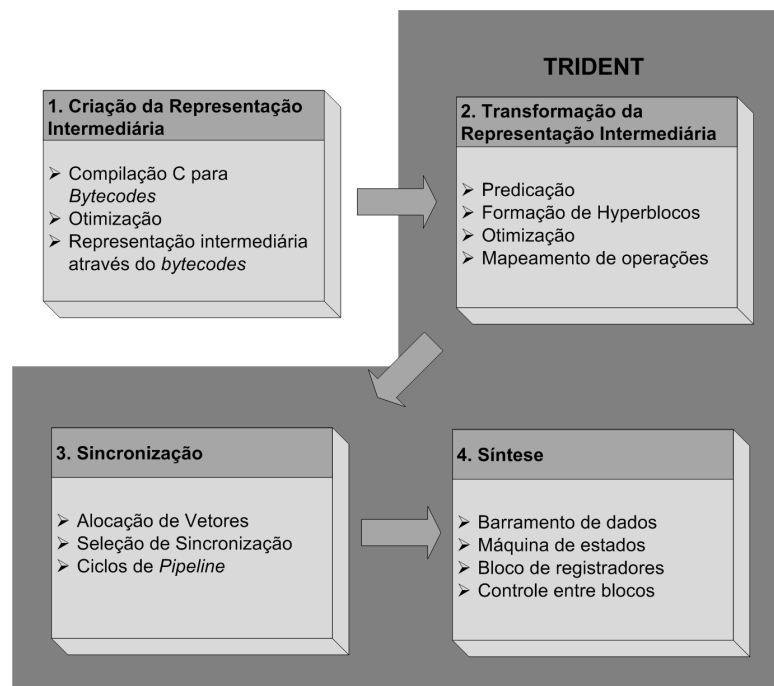 TRIDENT
1. Criação da Representação
Intermediária
➢ Compilação C para
Bytecodes
➢ Otimização
➢ Representação intermediária
através do bytecodes
2. Transformação da
Representação Intermediária
➢ Predicação
➢ Formação de Hyperblocos
➢ Otimização
➢ Mapeamento de operações
3. Sincronização
➢ Alocação de Vetores
➢ Seleção de Sincronização
➢ Ciclos de Pipeline
4. Síntese
➢ Barramento de dados
➢ Máquina de estados
➢ Bloco de registradores
➢ Controle entre blocos